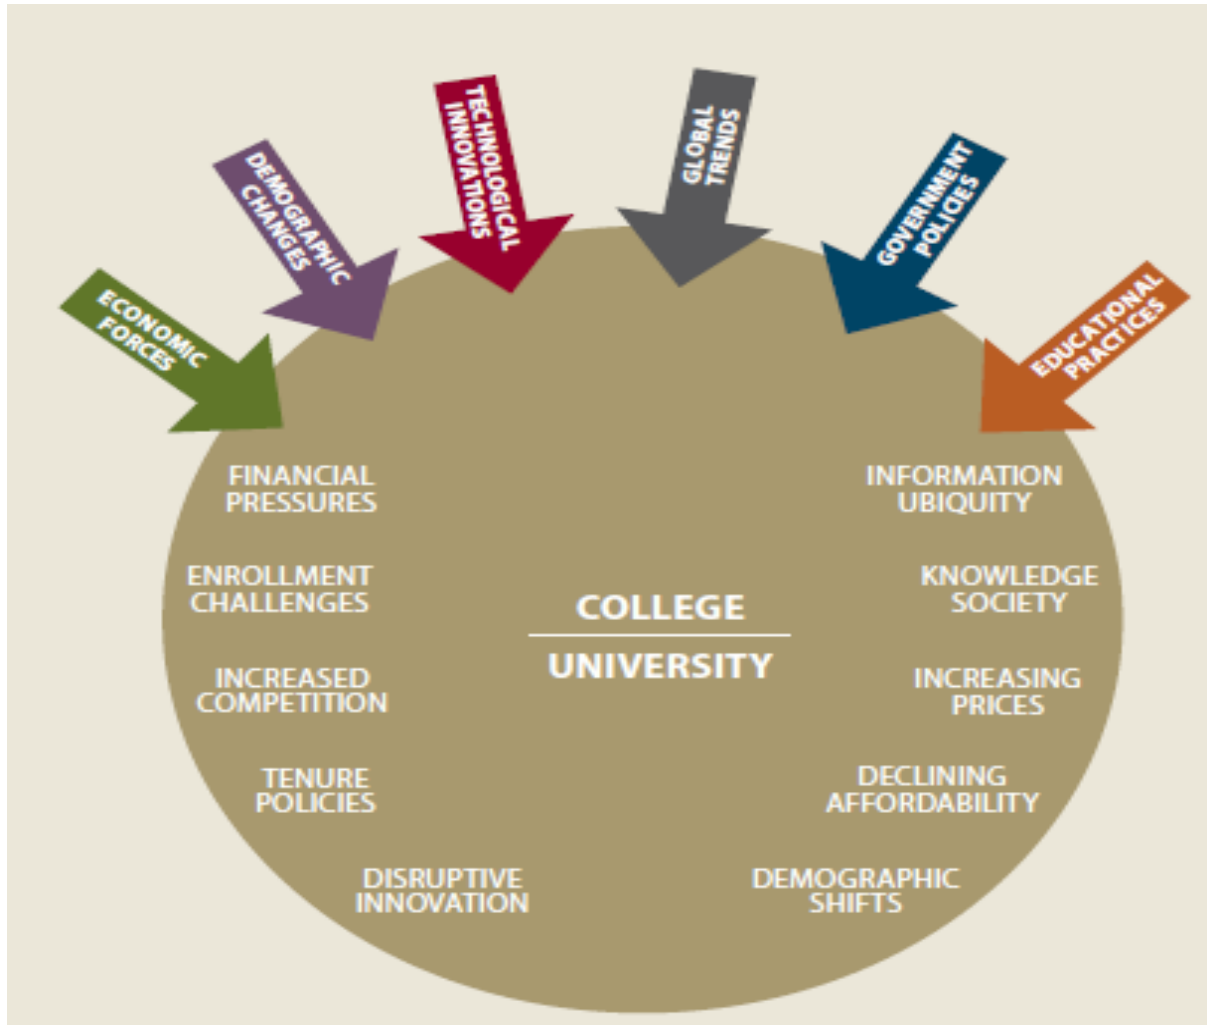 ECONOMIC
FORCES
DEMOGRAPHIC
CHANGES
TECHNOLOGICAL
INNOVATIONS
GLOBAL
TRENDS
GOVERNMENT
POLICIES
EDUCATIONAL
PRACTICES
FINANCIAL
PRESSURES
ENROLLMENT
CHALLENGES
INCREASED
COMPETITION
TENURE
POLICIES
DISRUPTIVE
INNOVATION
COLLEGE
UNIVERSITY
INFORMATION
UBIQUITY
KNOWLEDGE
SOCIETY
INCREASING
PRICES
DECLINING
AFFORDABILITY
DEMOGRAPHIC
SHIFTS